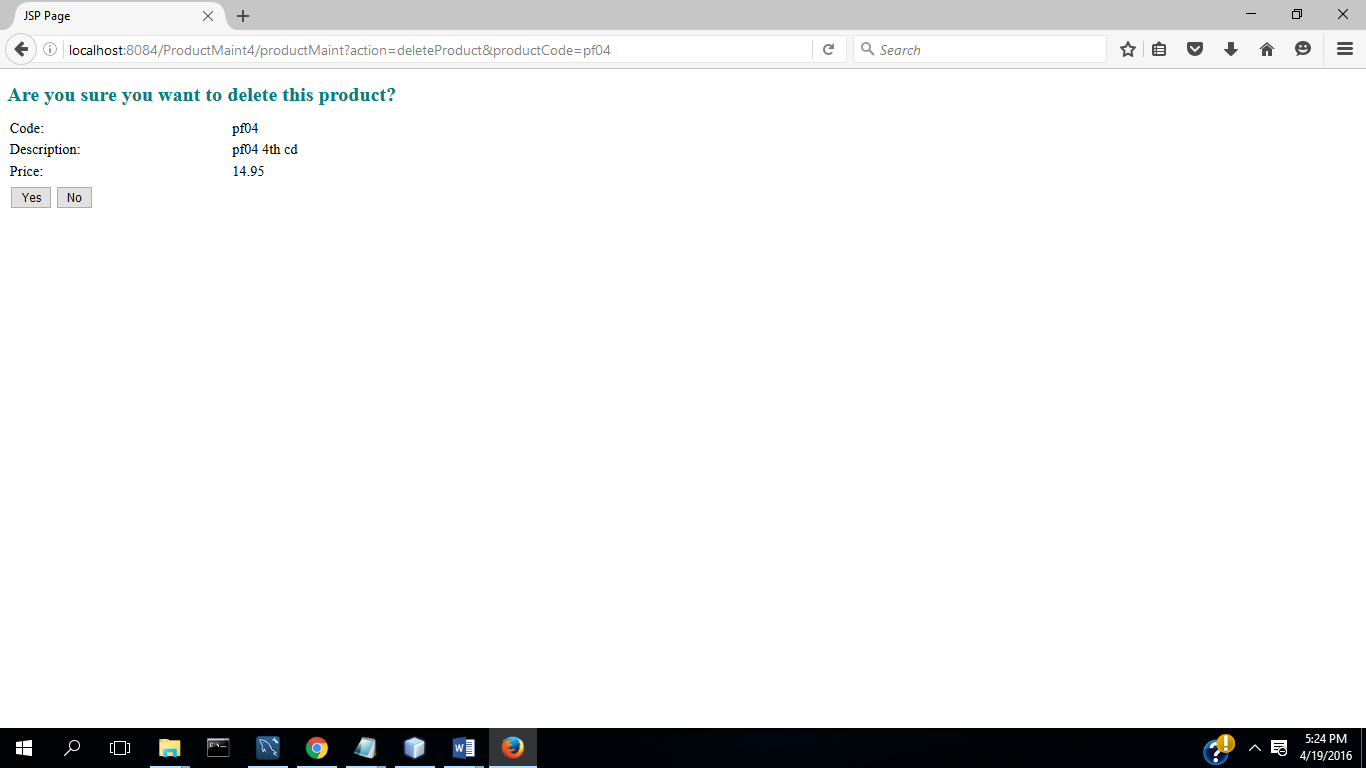 JSP Page
localhost:8084/ProductMaint4/productMaint?action=deleteProduct&productCode=pf04
Search
Are you sure you want to delete this product?
Code: pf04
Description: pf04 4th cd
Price: 14.95
Yes No
5:24 PM
4/19/2016